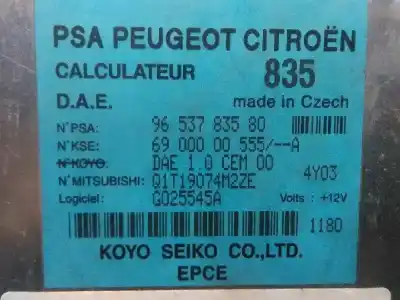 PSA PEUGEOT CITROËN
CALCULATEUR 835
D.A.E. made in Czech
N°PSA: 96 537 835 80
N°KSE: 69 000 00 555/--A
N°KOYO: DAE 1.0 CEM 00
N°MITSUBISHI: Q1T19074M2ZE 4Y03
Logiciel: G025545A Volts : +12V
1180
KOYO SEIKO CO.,LTD.
EPCE